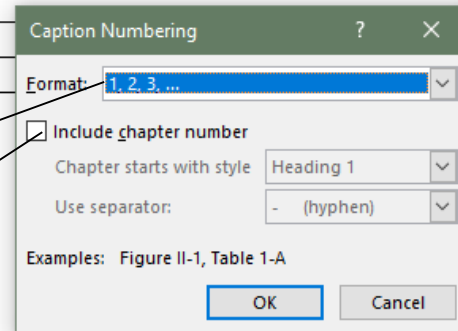 Caption Numbering ? ×
Format: 1, 2, 3, ...
Include chapter number
Chapter starts with style Heading 1
Use separator: - (hyphen)
Examples: Figure II-1, Table 1-A
OK Cancel